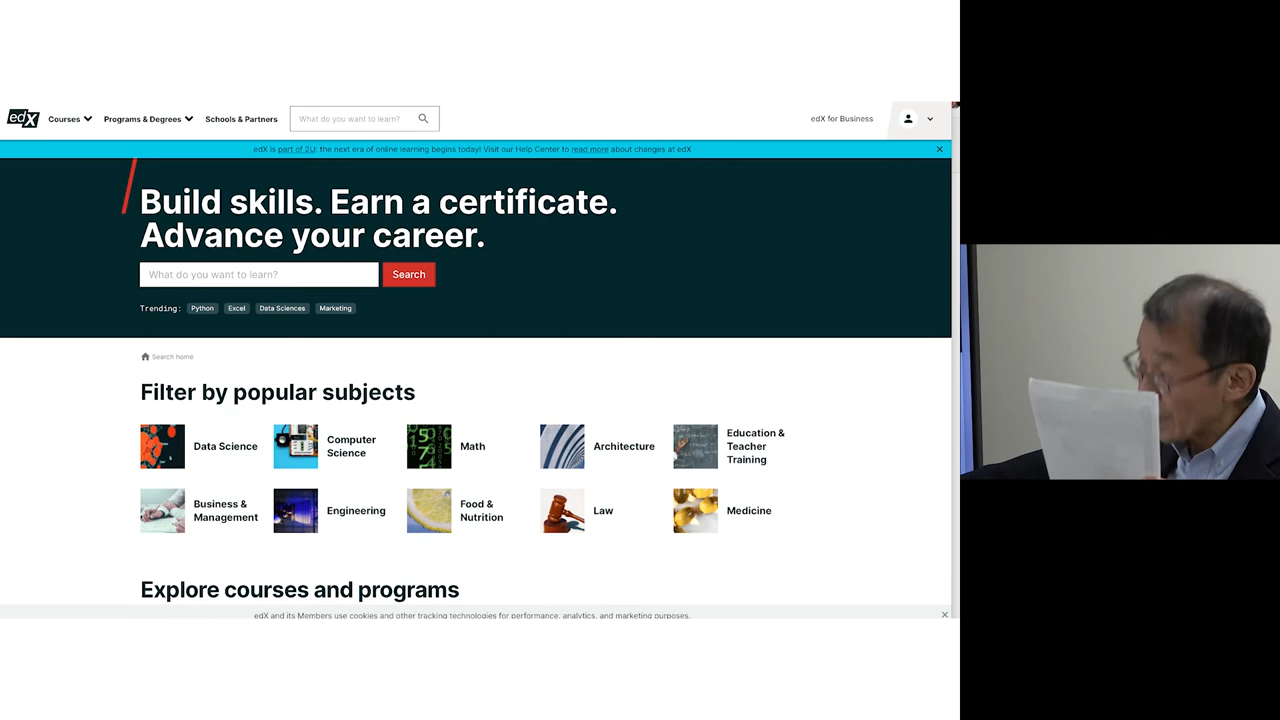 edX
Courses
Programs & Degrees
Schools & Partners
What do you want to learn?
edX for Business
edX is part of 2U: the next era of online learning begins today! Visit our Help Center to read more about changes at edX
Build skills. Earn a certificate.
Advance your career.
What do you want to learn?
Search
Trending:
Python
Excel
Data Sciences
Marketing
Search home
Filter by popular subjects
Data Science
Computer
Science
Math
Architecture
Education &
Teacher
Training
Business &
Management
Engineering
Food &
Nutrition
Law
Medicine
Explore courses and programs
edX and its Members use cookies and other tracking technologies for performance, analytics, and marketing purposes.